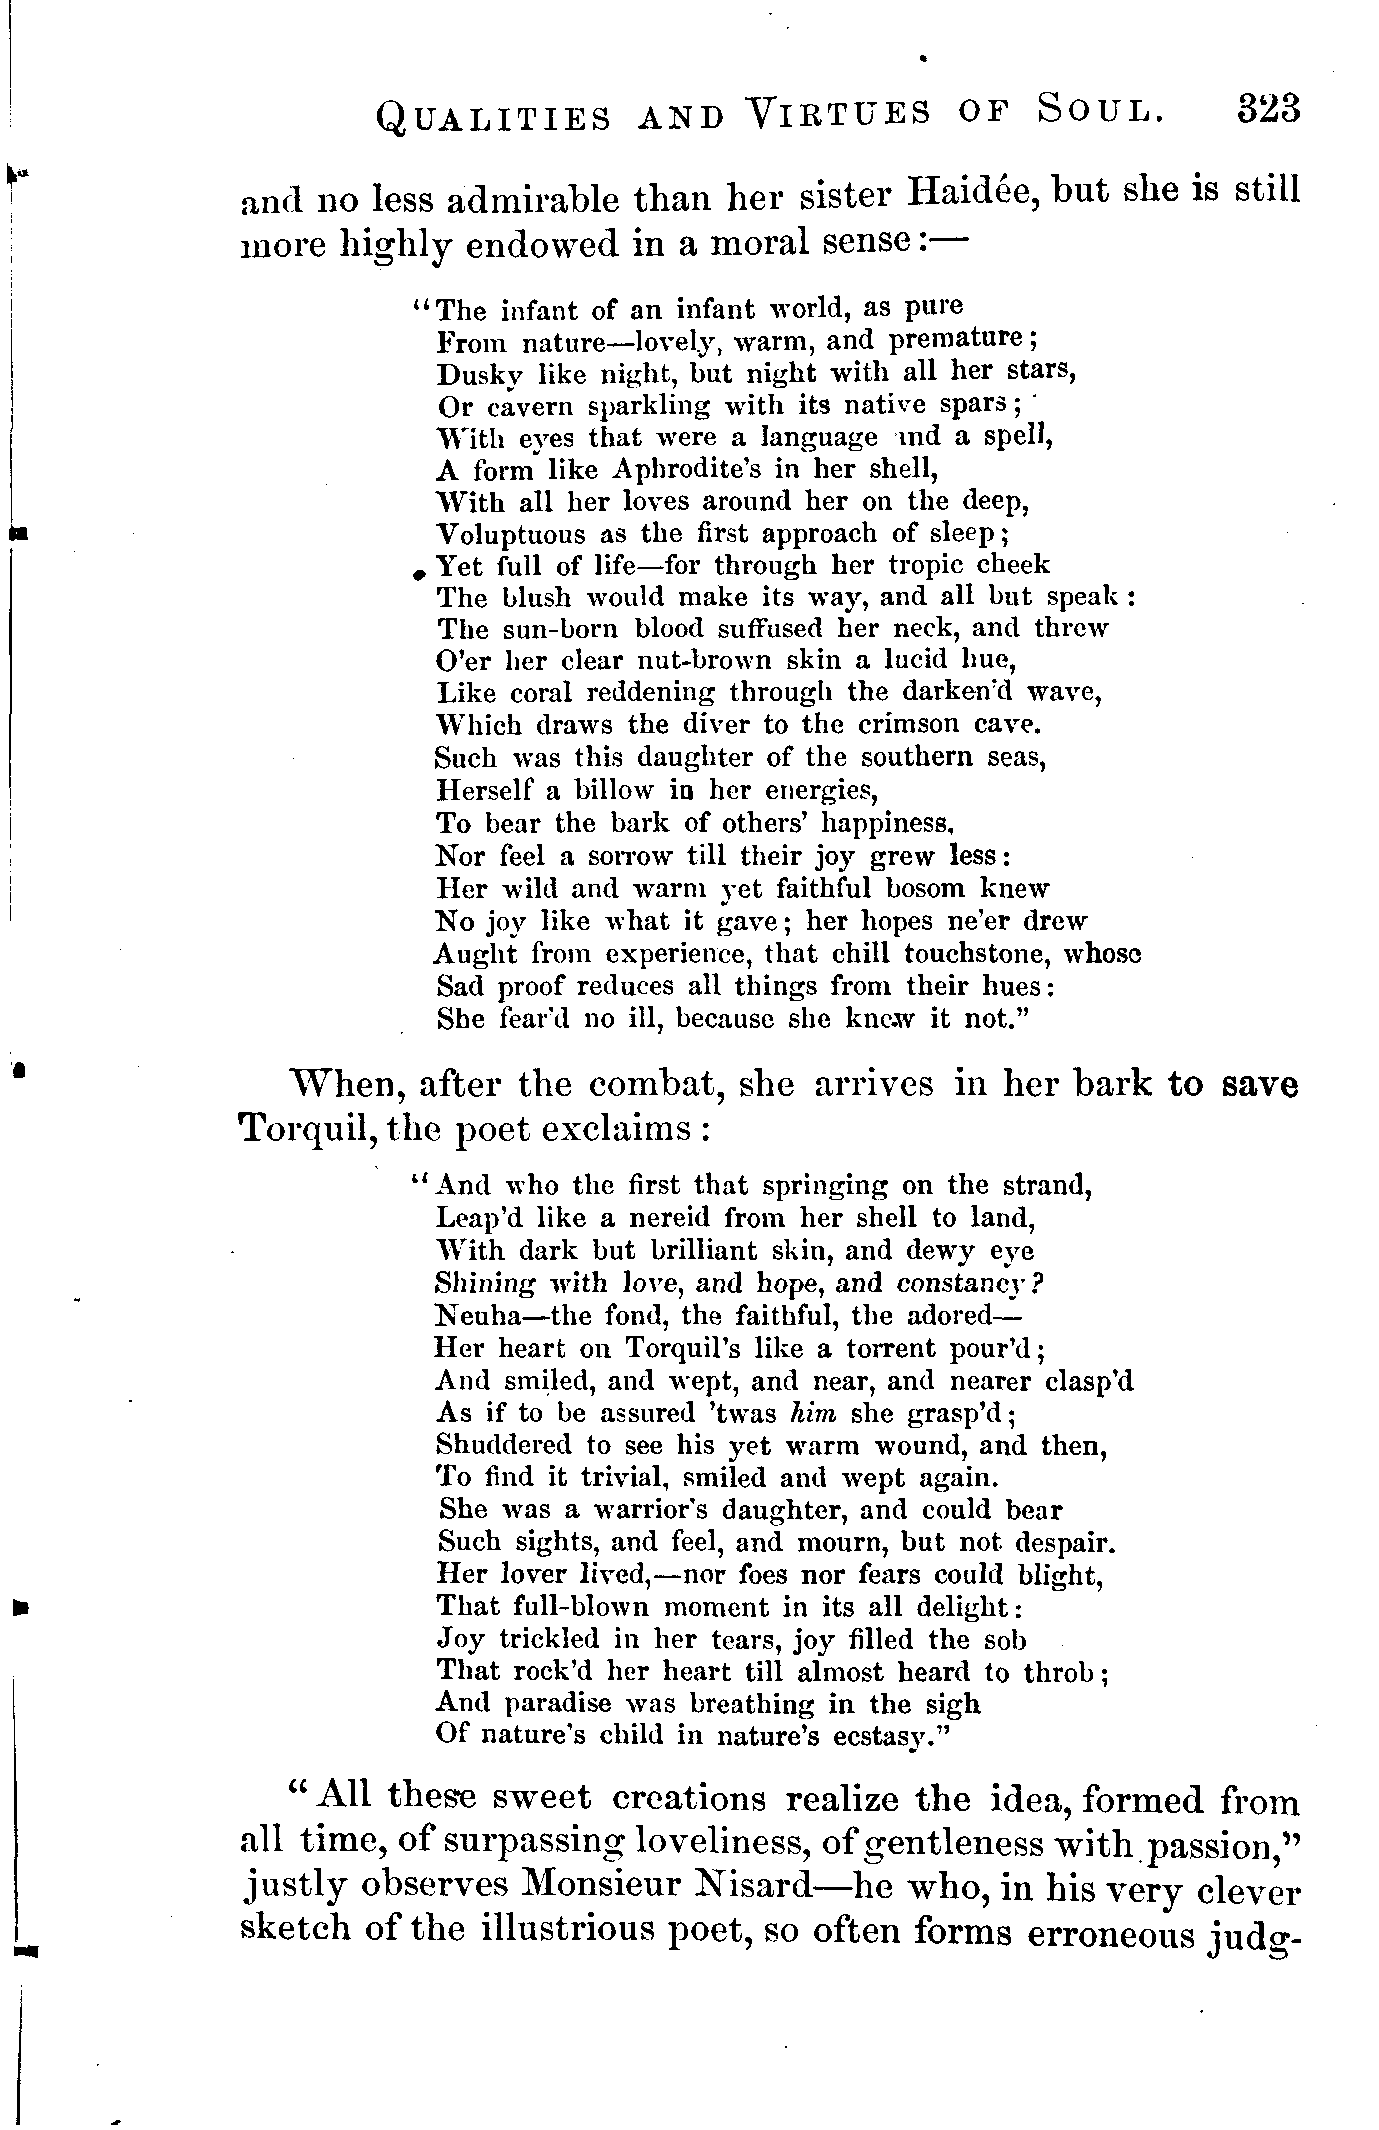 QUALITIES AND VIRTUES OF SOUL. 323
and no less admirable than her sister Haidée, but she is still
more highly endowed in a moral sense:—
"The infant of an infant world, as pure
From nature—lovely, warm, and premature;
Dusky like night, but night with all her stars,
Or cavern sparkling with its native spars;
With eyes that were a language and a spell,
A form like Aphrodite's in her shell,
With all her loves around her on the deep,
Voluptuous as the first approach of sleep;
Yet full of life—for through her tropic cheek
The blush would make its way, and all but speak:
The sun-born blood suffused her neck, and threw
O'er her clear nut-brown skin a lucid hue,
Like coral reddening through the darken'd wave,
Which draws the diver to the crimson cave.
Such was this daughter of the southern seas,
Herself a billow in her energies,
To bear the bark of others' happiness,
Nor feel a sorrow till their joy grew less:
Her wild and warm yet faithful bosom knew
No joy like what it gave; her hopes ne'er drew
Aught from experience, that chill touchstone, whose
Sad proof reduces all things from their hues:
She fear'd no ill, because she knew it not."
When, after the combat, she arrives in her bark to save
Torquil, the poet exclaims:
"And who the first that springing on the strand,
Leap'd like a nereid from her shell to land,
With dark but brilliant skin, and dewy eye
Shining with love, and hope, and constancy?
Neuha—the fond, the faithful, the adored—
Her heart on Torquil's like a torrent pour'd;
And smiled, and wept, and near, and nearer clasp'd
As if to be assured 'twas him she grasp'd;
Shuddered to see his yet warm wound, and then,
To find it trivial, smiled and wept again.
She was a warrior's daughter, and could bear
Such sights, and feel, and mourn, but not despair.
Her lover lived,—nor foes nor fears could blight,
That full-blown moment in its all delight:
Joy trickled in her tears, joy filled the sob
That rock'd her heart till almost heard to throb;
And paradise was breathing in the sigh
Of nature's child in nature's ecstasy."
"All these sweet creations realize the idea, formed from
all time, of surpassing loveliness, of gentleness with passion,"
justly observes Monsieur Nisard—he who, in his very clever
sketch of the illustrious poet, so often forms erroneous judg-